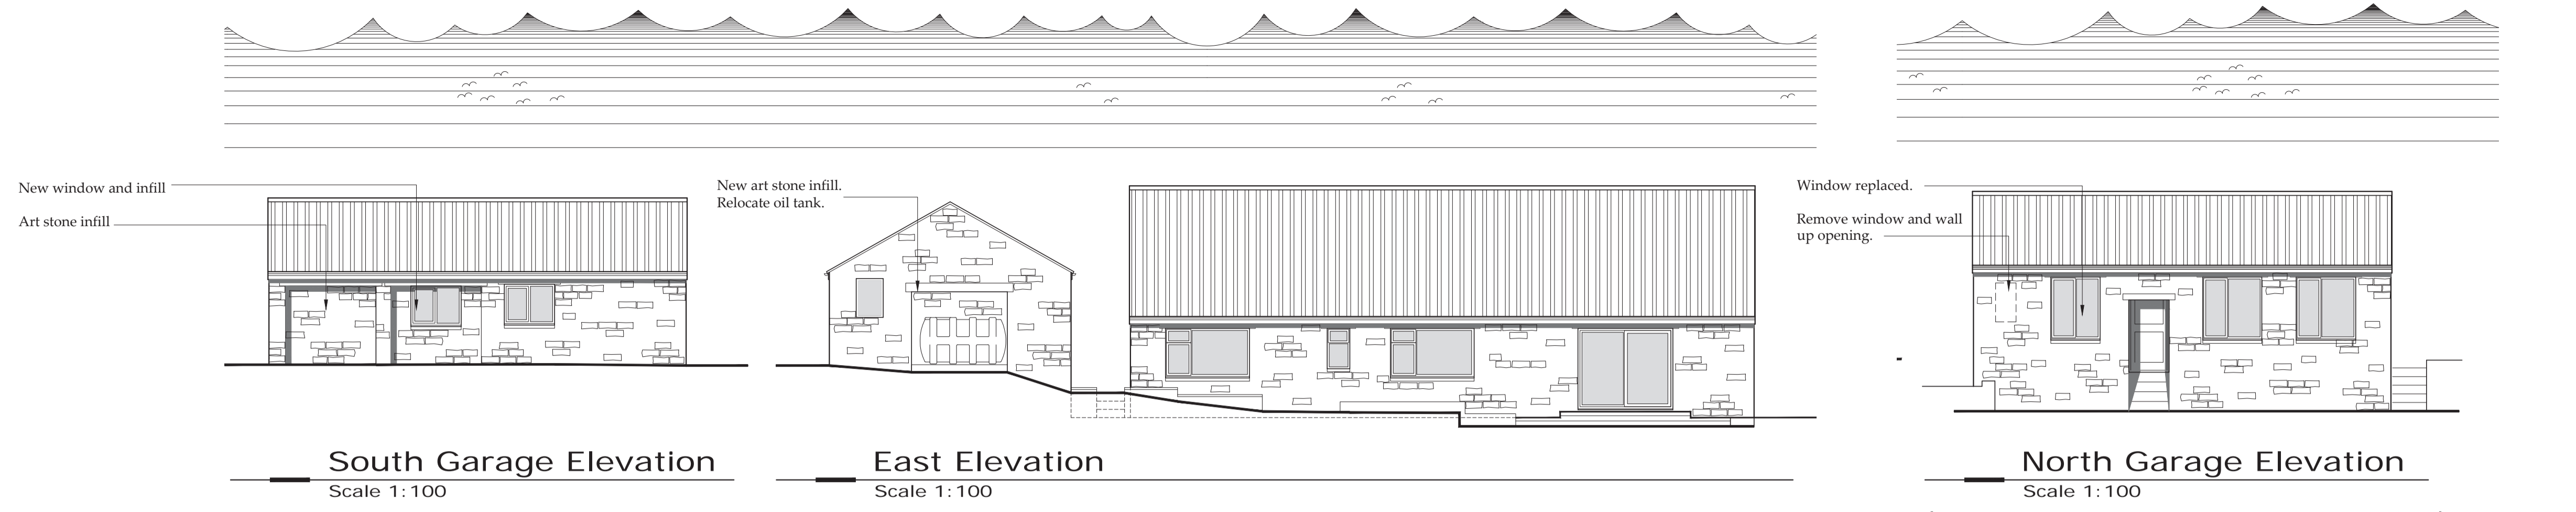 New window and infill
Art stone infill
New art stone infill.
Relocate oil tank.
Window replaced.
Remove window and wall
up opening.
South Garage Elevation
Scale 1:100
East Elevation
Scale 1:100
North Garage Elevation
Scale 1:100